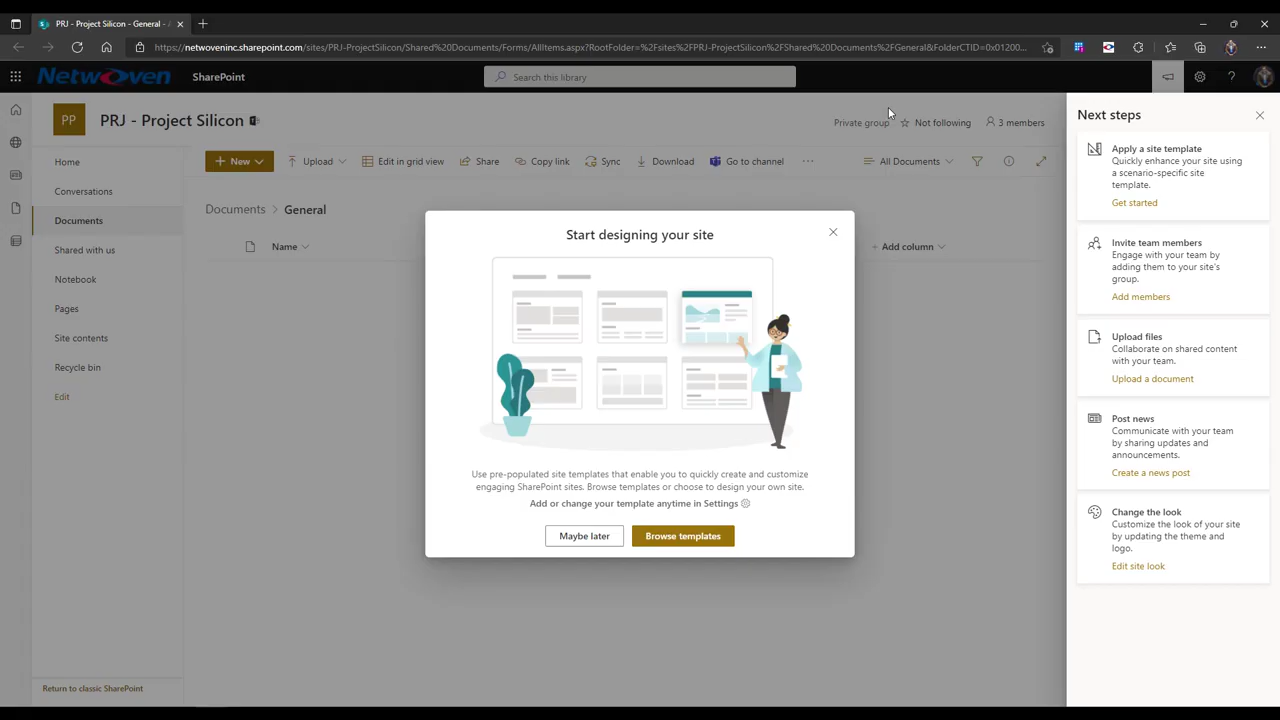 PRJ - Project Silicon - General - A
https://netwoveninc.sharepoint.com/sites/PRJ-ProjectSilicon/Shared%20Documents/Forms/AllItems.aspx?RootFolder=%2Fsites%2FPRJ-ProjectSilicon%2FShared%20Documents%2FGeneral&FolderCTID=0x01200...
Netwoven
SharePoint
Search this library
PP
PRJ - Project Silicon
Private group
Not following
3 members
Home
Conversations
Documents
Shared with us
Notebook
Pages
Site contents
Recycle bin
Edit
Return to classic SharePoint
New
Upload
Edit in grid view
Share
Copy link
Sync
Download
Go to channel
All Documents
Documents > General
Name
Add column
Start designing your site
Use pre-populated site templates that enable you to quickly create and customize
engaging SharePoint sites. Browse templates or choose to design your own site.
Add or change your template anytime in Settings
Maybe later
Browse templates
Next steps
Apply a site template
Quickly enhance your site using
a scenario-specific site
template.
Get started
Invite team members
Engage with your team by
adding them to your site's
group.
Add members
Upload files
Collaborate on shared content
with your team.
Upload a document
Post news
Communicate with your team
by sharing updates and
announcements.
Create a news post
Change the look
Customize the look of your site
by updating the theme and
logo.
Edit site look